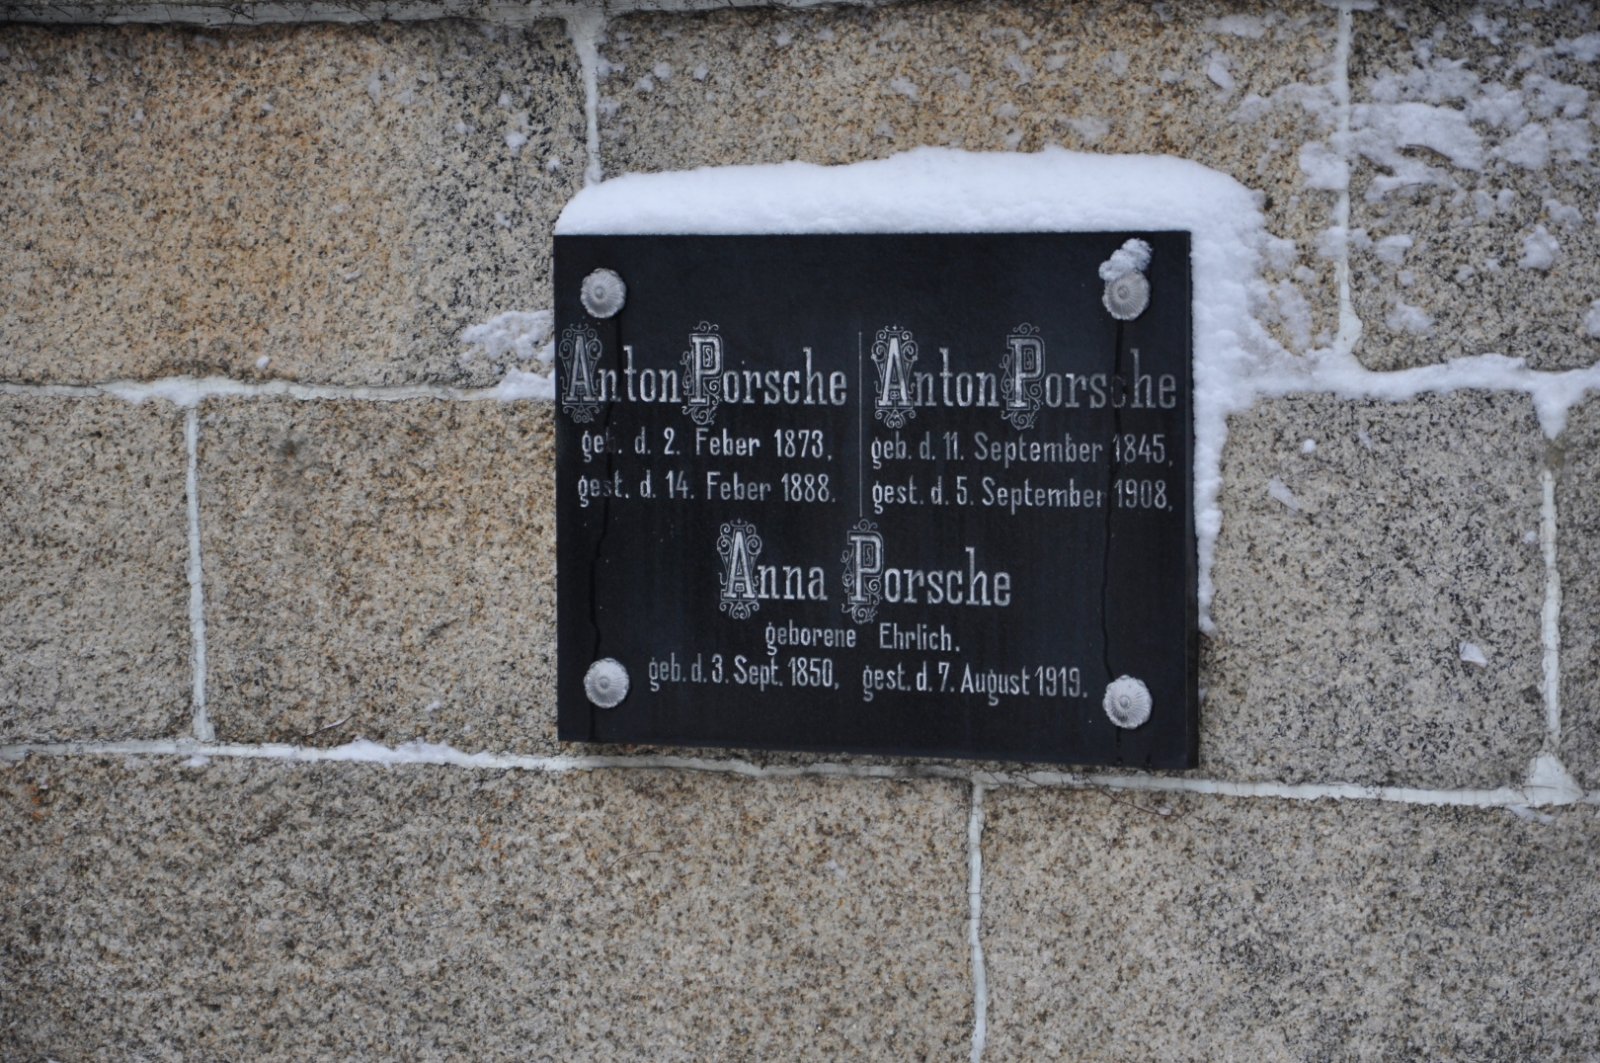 Anton Porsche
geb. d. 2. Feber 1873,
gest. d. 14. Feber 1888.
Anton Porsche
geb. d. 11. September 1845,
gest. d. 5. September 1908,
Anna Porsche
geborene Ehrlich.
geb. d. 3. Sept. 1850, gest. d. 7. August 1919.